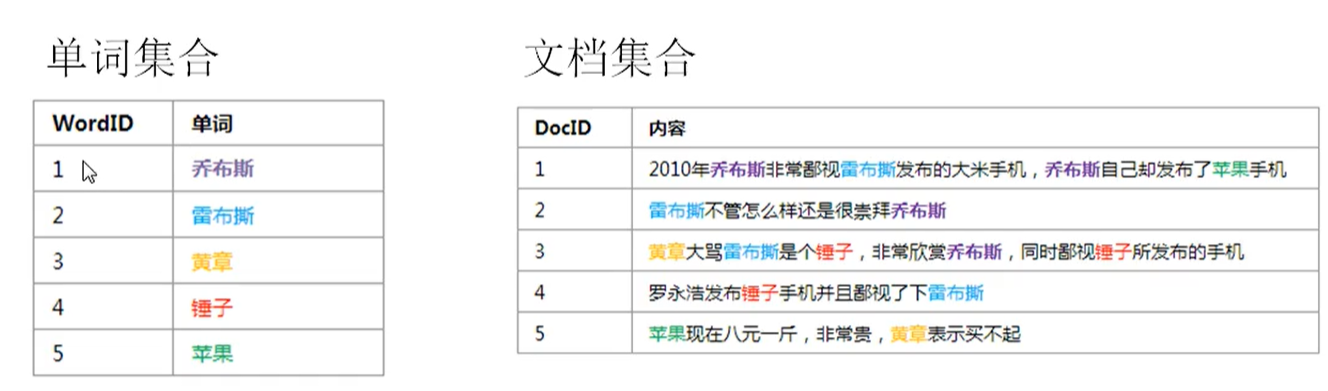 单词集合
WordID 单词
1 乔布斯
2 雷布撕
3 黄章
4 锤子
5 苹果
文档集合
DocID 内容
1 2010年乔布斯非常鄙视雷布撕发布的大米手机，乔布斯自己却发布了苹果手机
2 雷布撕不管怎么样还是很崇拜乔布斯
3 黄章大骂雷布撕是个锤子，非常欣赏乔布斯，同时鄙视锤子所发布的手机
4 罗永浩发布锤子手机并且鄙视了下雷布撕
5 苹果现在八元一斤，非常贵，黄章表示买不起